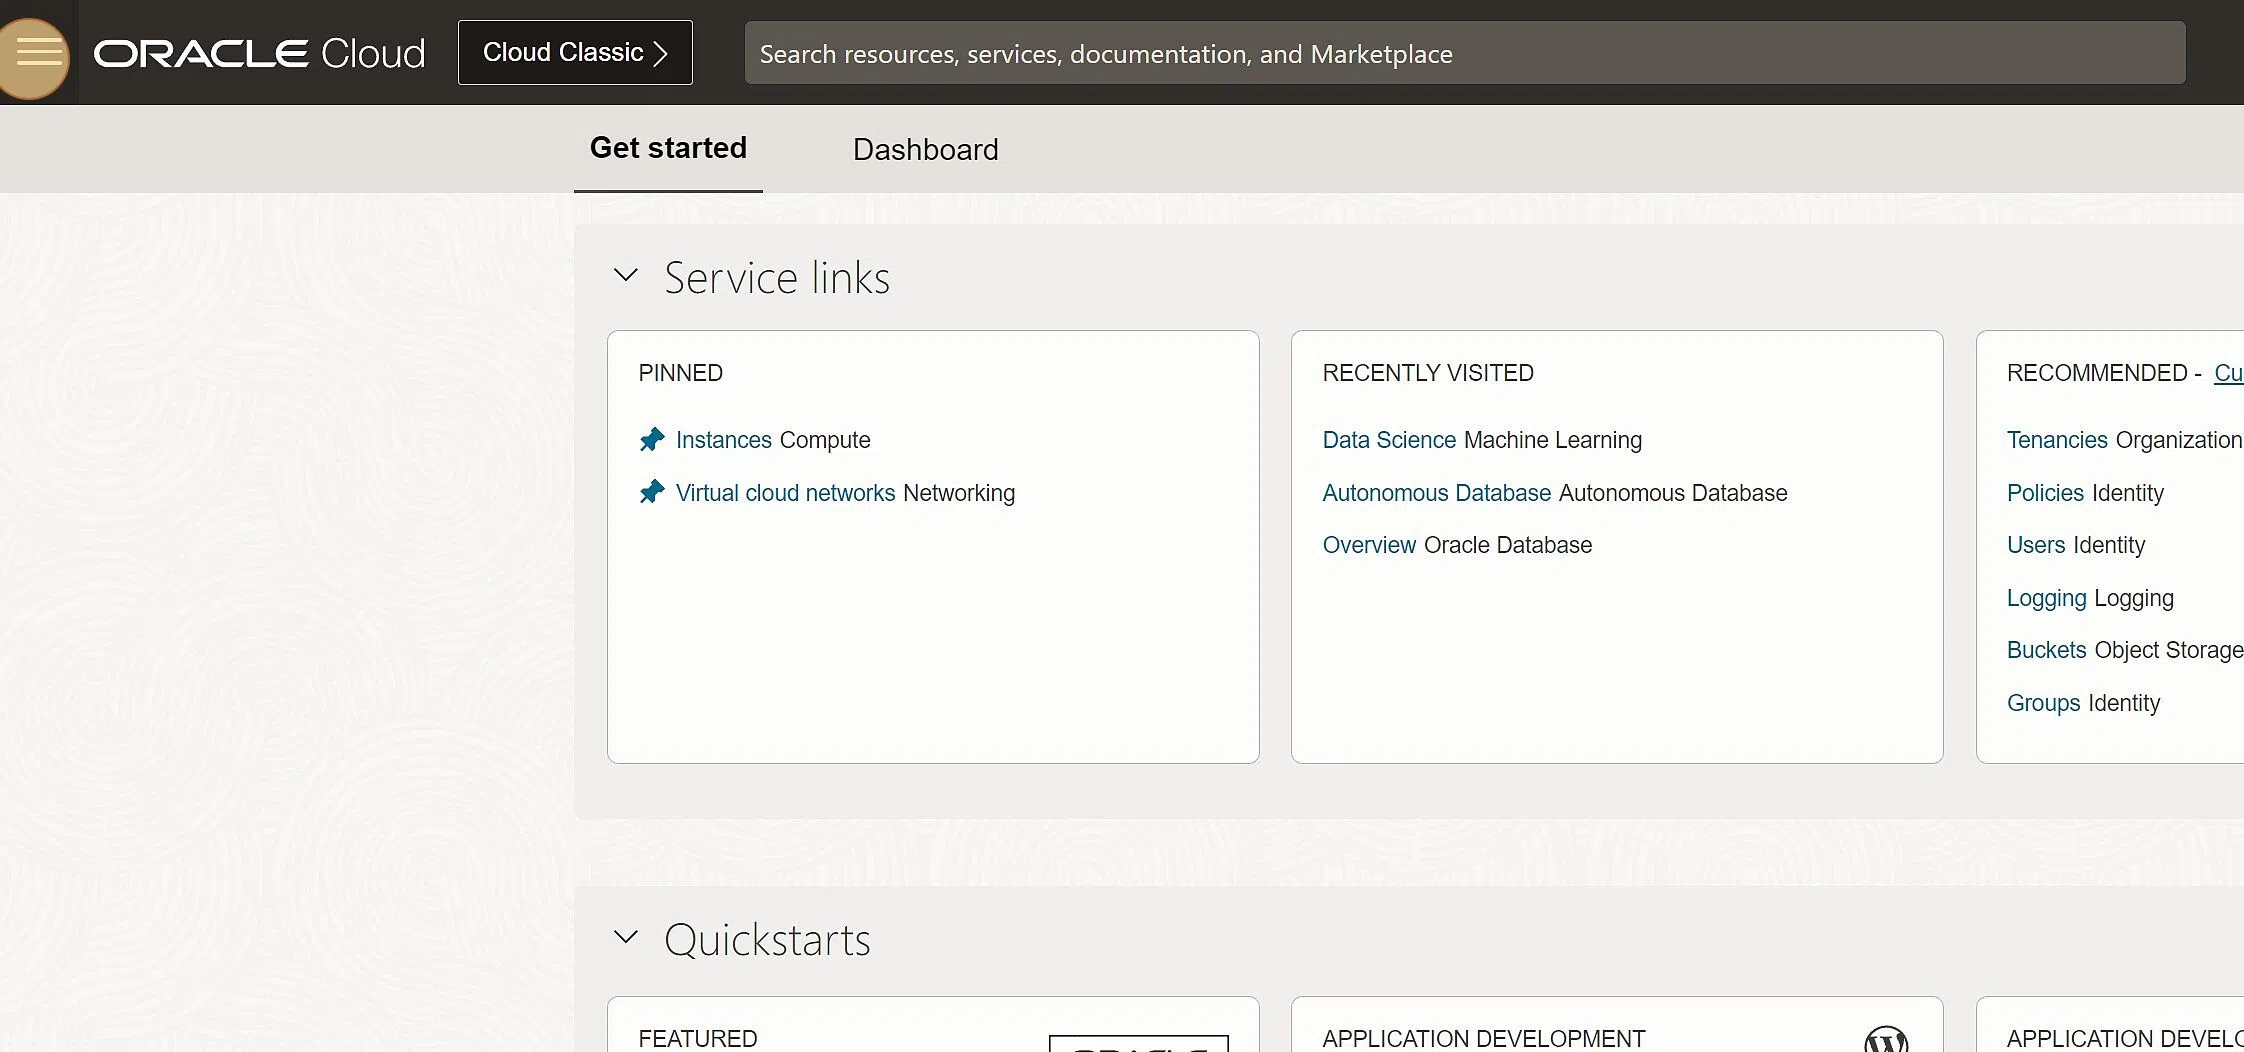 ORACLE Cloud
Cloud Classic
Search resources, services, documentation, and Marketplace
Get started
Dashboard
Service links
PINNED
Instances Compute
Virtual cloud networks Networking
RECENTLY VISITED
Data Science Machine Learning
Autonomous Database Autonomous Database
Overview Oracle Database
RECOMMENDED - Cu
Tenancies Organization
Policies Identity
Users Identity
Logging Logging
Buckets Object Storage
Groups Identity
Quickstarts
FEATURED
ORACLE
APPLICATION DEVELOPMENT
APPLICATION DEVELO